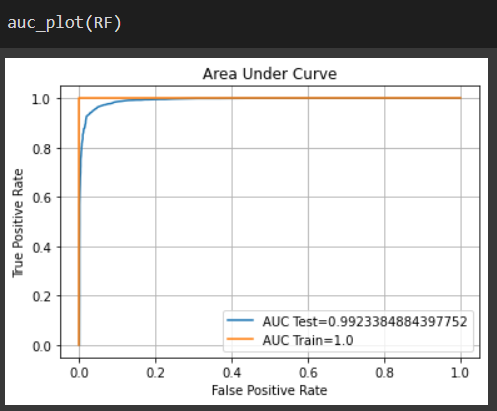 auc_plot(RF)
Area Under Curve
True Positive Rate
1.0
0.8
0.6
0.4
0.2
0.0
AUC Test=0.9923384884397752
AUC Train=1.0
0.0 0.2 0.4 0.6 0.8 1.0
False Positive Rate